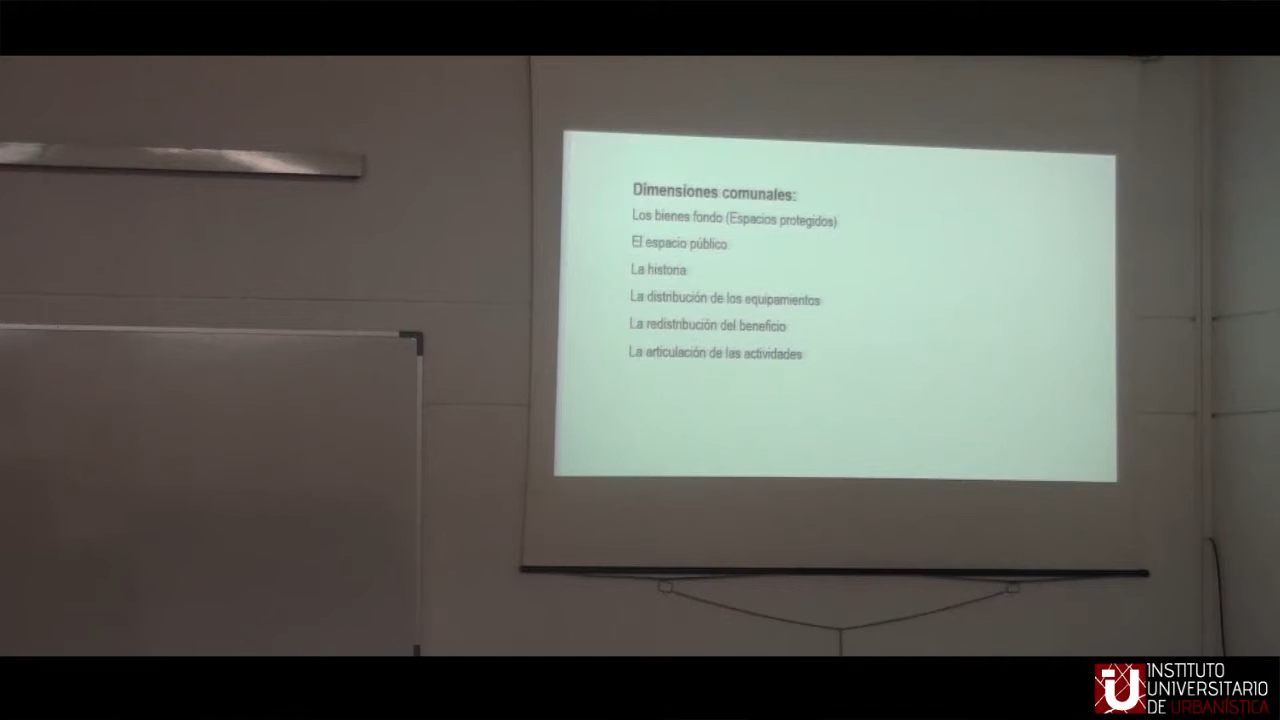 Dimensiones comunales:
Los bienes fondo (Espacios protegidos)
El espacio público
La historia
La distribución de los equipamientos
La redistribución del beneficio
La articulación de las actividades
iU INSTITUTO
UNIVERSITARIO
DE URBANÍSTICA